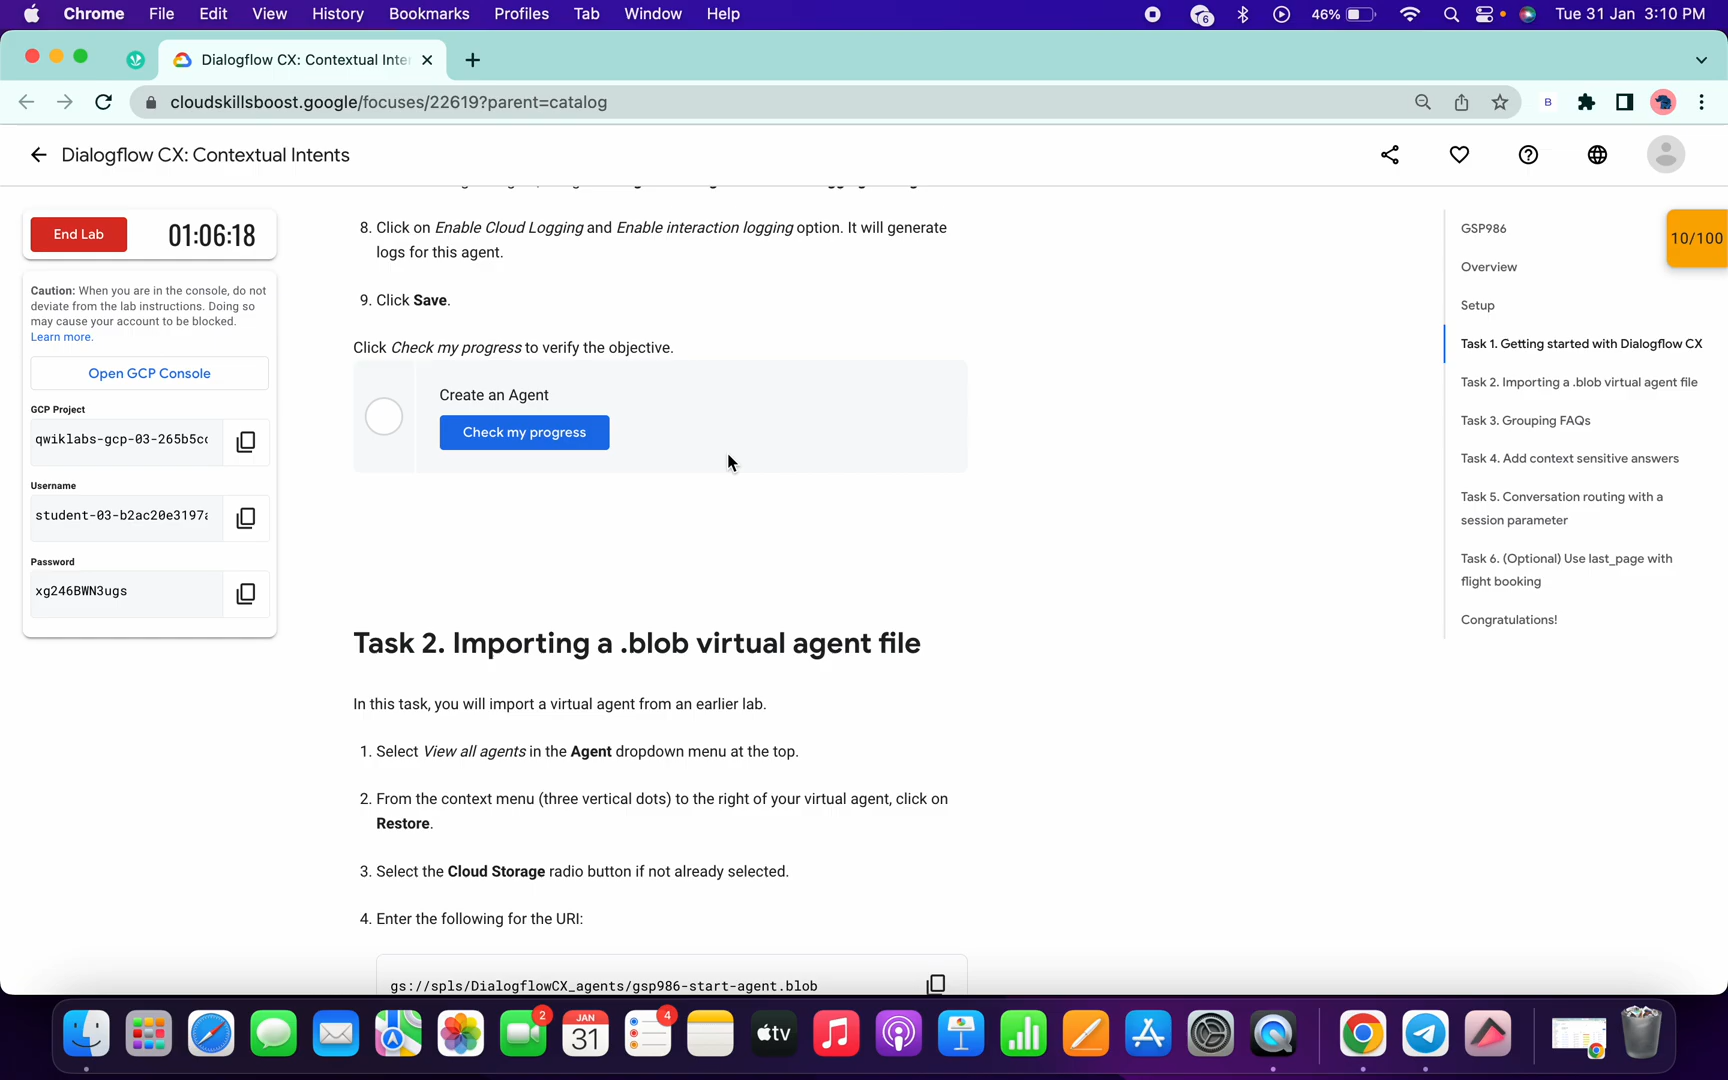 Chrome File Edit View History Bookmarks Profiles Tab Window Help 6 46% Tue 31 Jan 3:10 PM
Dialogflow CX: Contextual Inte
cloudskillsboost.google/focuses/22619?parent=catalog
B
Dialogflow CX: Contextual Intents
End Lab 01:06:18
Caution: When you are in the console, do not
deviate from the lab instructions. Doing so
may cause your account to be blocked.
Learn more.
Open GCP Console
GCP Project
qwiklabs-gcp-03-265b5cc
Username
student-03-b2ac20e3197a
Password
xg246BWN3ugs
8. Click on Enable Cloud Logging and Enable interaction logging option. It will generate
logs for this agent.
9. Click Save.
Click Check my progress to verify the objective.
Create an Agent
Check my progress
Task 2. Importing a .blob virtual agent file
In this task, you will import a virtual agent from an earlier lab.
1. Select View all agents in the Agent dropdown menu at the top.
2. From the context menu (three vertical dots) to the right of your virtual agent, click on
Restore.
3. Select the Cloud Storage radio button if not already selected.
4. Enter the following for the URI:
gs://spls/DialogflowCX_agents/gsp986-start-agent.blob
GSP986
10/100
Overview
Setup
Task 1. Getting started with Dialogflow CX
Task 2. Importing a .blob virtual agent file
Task 3. Grouping FAQs
Task 4. Add context sensitive answers
Task 5. Conversation routing with a
session parameter
Task 6. (Optional) Use last_page with
flight booking
Congratulations!
2
JAN
31
4
tv